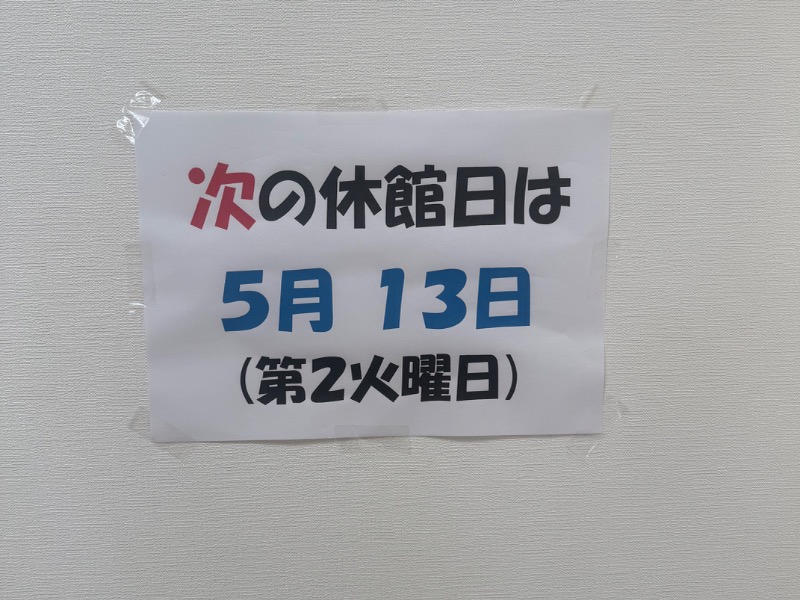 次の休館日は
5月 13日
(第2火曜日)